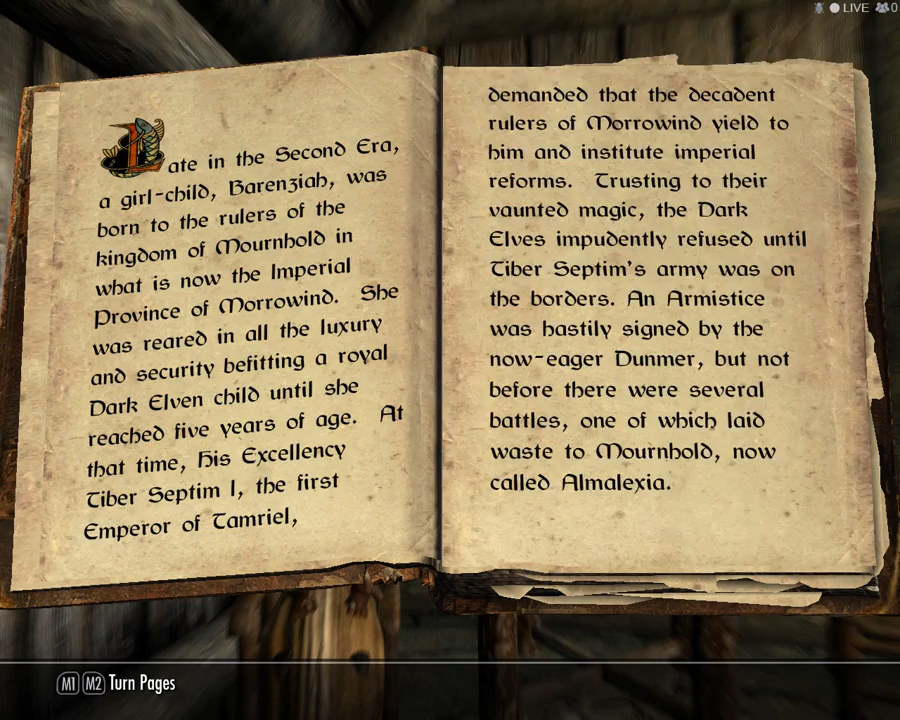 LIVE 0
Late in the Second Era,
a girl-child, Barenziah, was
born to the rulers of the
kingdom of Mournhold in
what is now the Imperial
Province of Morrowind. She
was reared in all the luxury
and security befitting a royal
Dark Elven child until she
reached five years of age. At
that time, His Excellency
Tiber Septim I, the first
Emperor of Tamriel,
demanded that the decadent
rulers of Morrowind yield to
him and institute imperial
reforms. Trusting to their
vaunted magic, the Dark
Elves impudently refused until
Tiber Septim's army was on
the borders. An Armistice
was hastily signed by the
now-eager Dunmer, but not
before there were several
battles, one of which laid
waste to Mournhold, now
called Almalexia.
M1 M2 Turn Pages